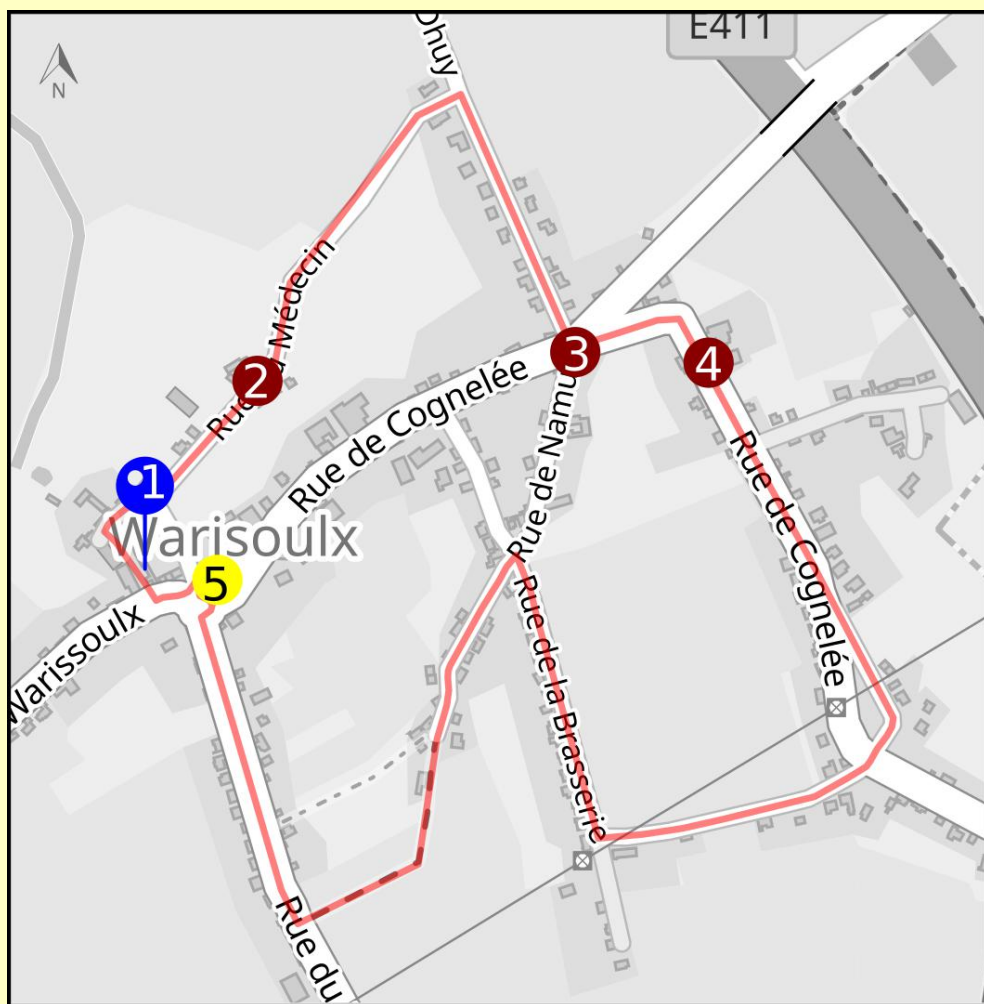 E411
Dhuy
N
Rue du Médecin
2
3
4
Rue de Cognelée
Rue de Namur
Rue de Cognelée
1
Warisoulx
5
Warissoulx
Rue de la Brasserie
Rue du